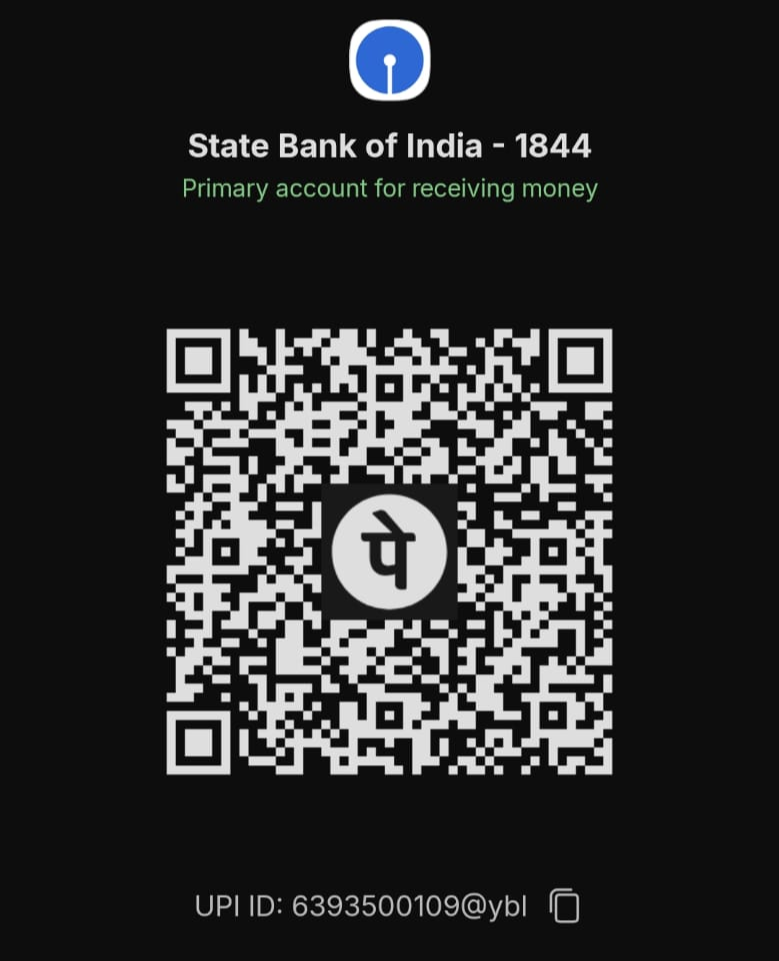 State Bank of India - 1844
Primary account for receiving money
पे
UPI ID: 6393500109@ybl